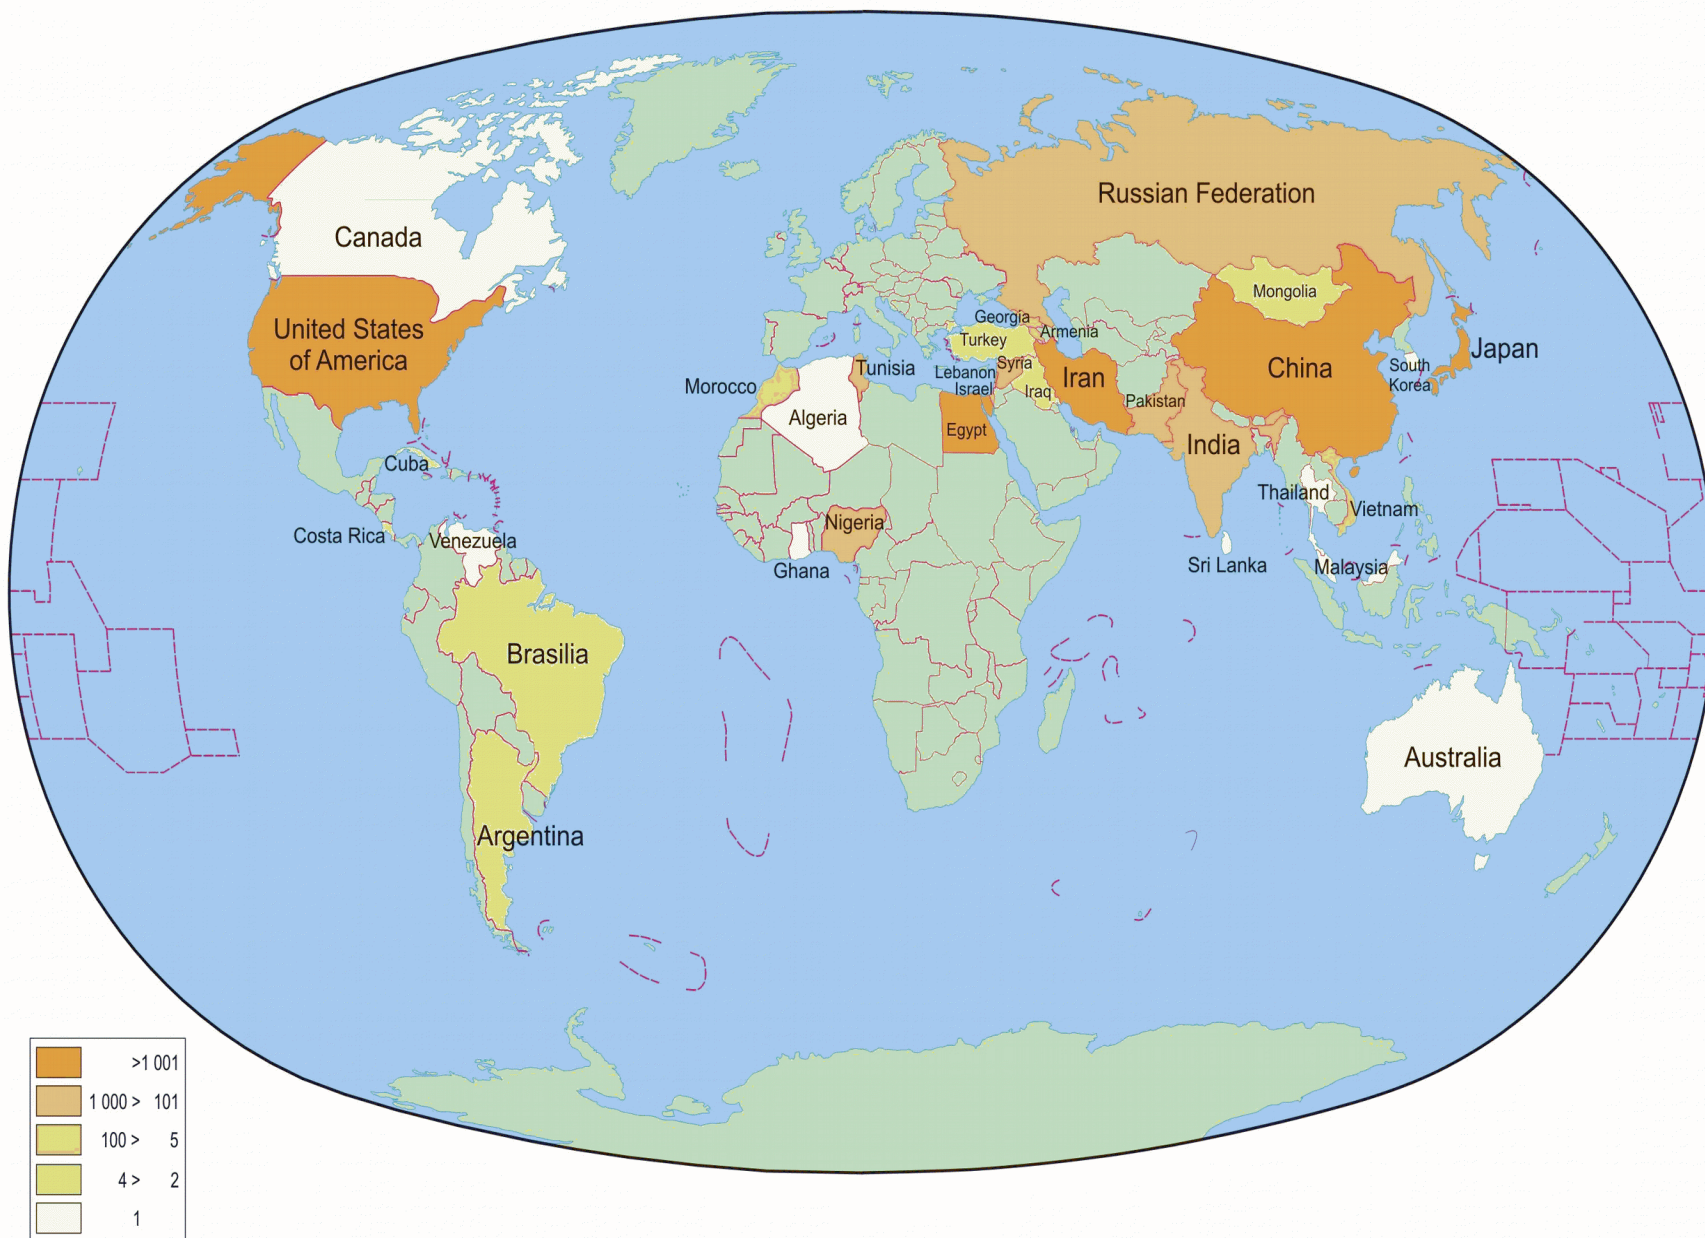 Russian Federation
Canada
Mongolia
Georgia
Armenia
United States
of America
Turkey
Japan
China
South
Korea
Tunisia
Syria
Lebanon
Iran
Israel
Morocco
Iraq
Pakistan
Algeria
Egypt
India
Cuba
Thailand
Vietnam
Nigeria
Costa Rica
Venezuela
Ghana
Sri Lanka
Malaysia
Brasilia
Australia
Argentina
>1 001
1 000 > 101
100 > 5
4 > 2
1